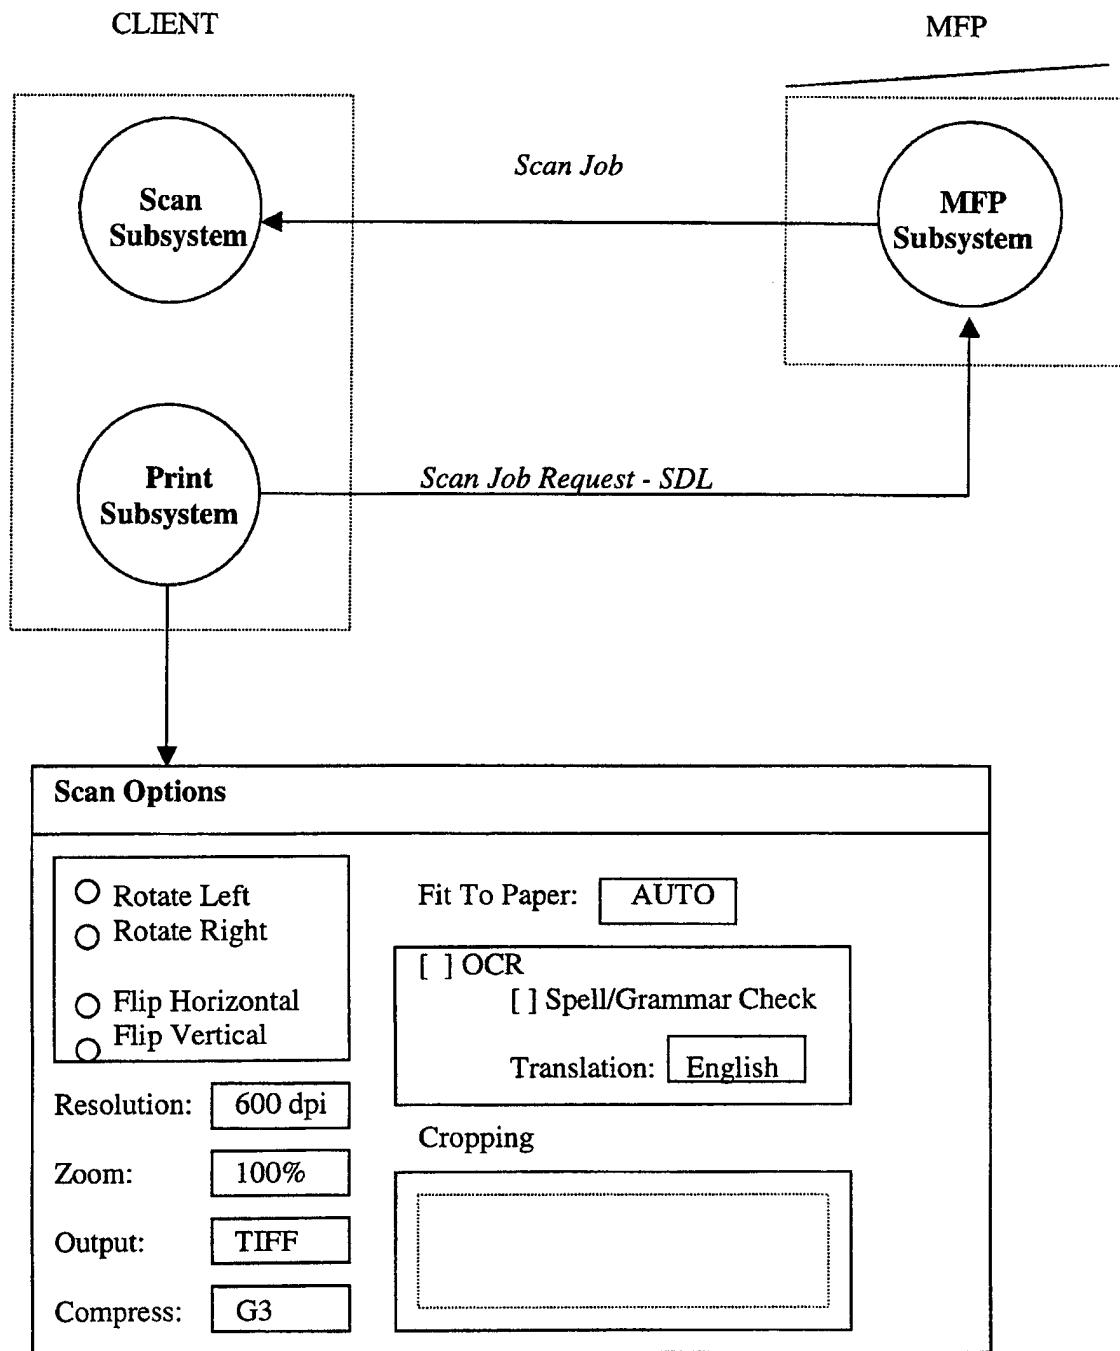 CLIENT
MFP
Scan Job
Scan
Subsystem
MFP
Subsystem
Print
Subsystem
Scan Job Request - SDL
Scan Options
Rotate Left
Rotate Right
Flip Horizontal
Flip Vertical
Fit To Paper: AUTO
[ ] OCR
[ ] Spell/Grammar Check
Translation: English
Resolution: 600 dpi
Zoom: 100%
Output: TIFF
Compress: G3
Cropping